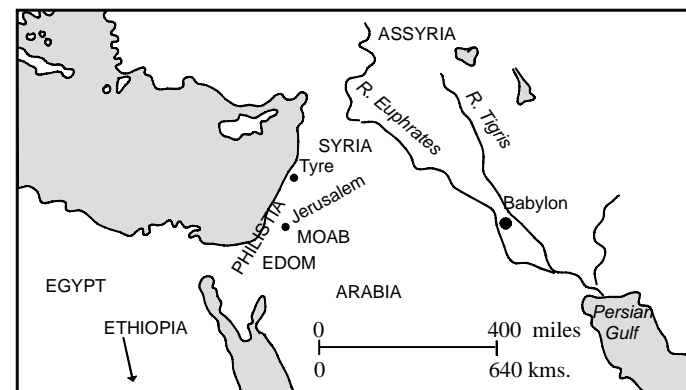 ASSYRIA
R. Euphrates
R. Tigris
SYRIA
Tyre
Jerusalem
Babylon
PHILISTIA
MOAB
EDOM
EGYPT
ARABIA
ETHIOPIA
Persian
Gulf
0 400 miles
0 640 kms.